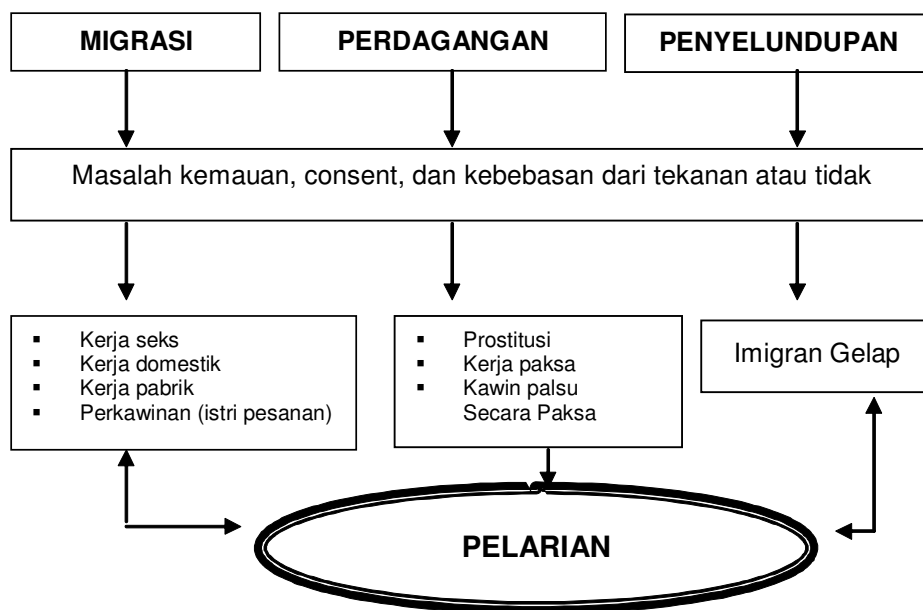 MIGRASI
PERDAGANGAN
PENYELUNDUPAN
Masalah kemauan, consent, dan kebebasan dari tekanan atau tidak
▪ Kerja seks
▪ Kerja domestik
▪ Kerja pabrik
▪ Perkawinan (istri pesanan)
▪ Prostitusi
▪ Kerja paksa
▪ Kawin palsu
Secara Paksa
Imigran Gelap
PELARIAN